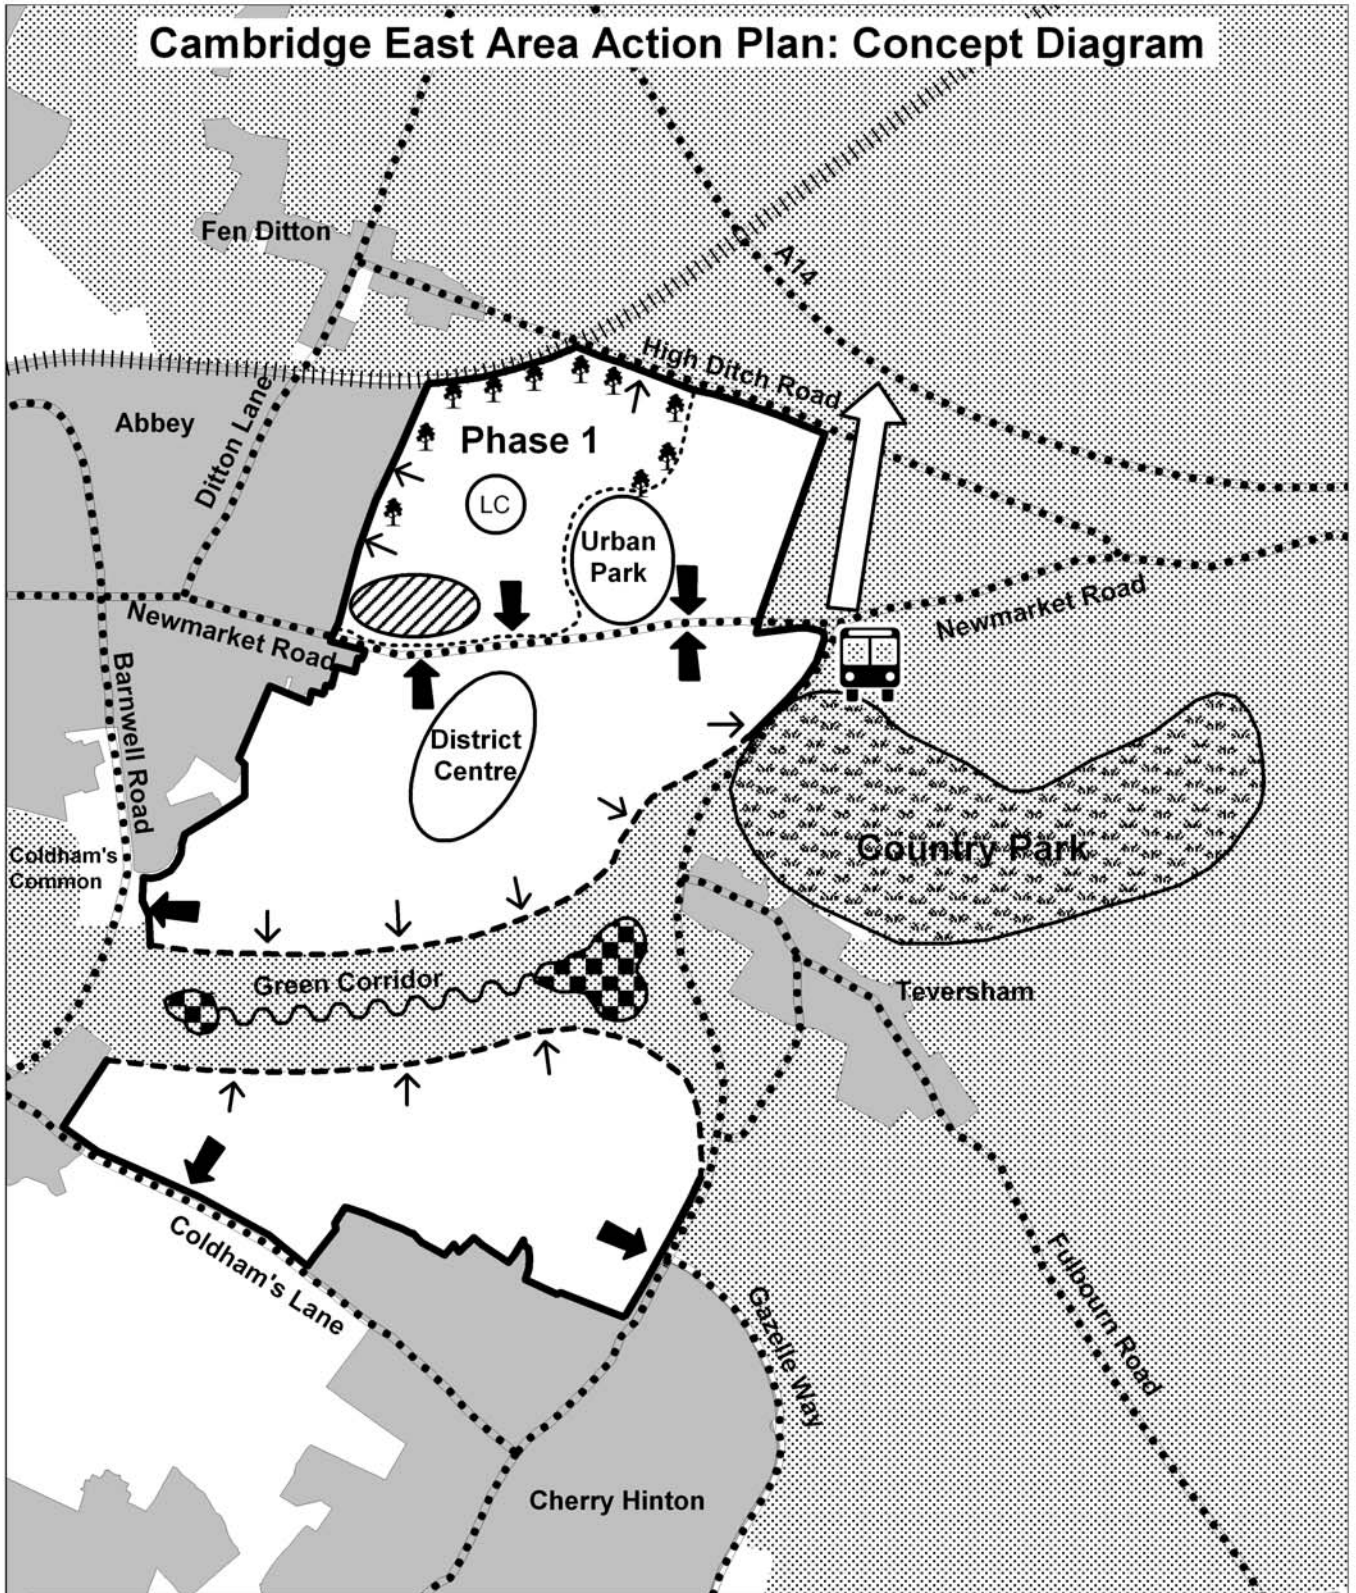 Cambridge East Area Action Plan: Concept Diagram
Fen Ditton
A14
High Ditch Road
Abbey
Ditton Lane
Phase 1
LC
Urban
Park
Newmarket Road
Newmarket Road
Barnwell Road
District
Centre
Coldham's
Common
Country Park
Green Corridor
Teversham
Coldham's Lane
Gazelle Way
Fulbourn Road
Cherry Hinton